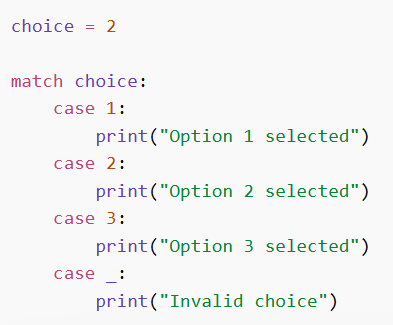 choice = 2
match choice:
    case 1:
        print("Option 1 selected")
    case 2:
        print("Option 2 selected")
    case 3:
        print("Option 3 selected")
    case _:
        print("Invalid choice")